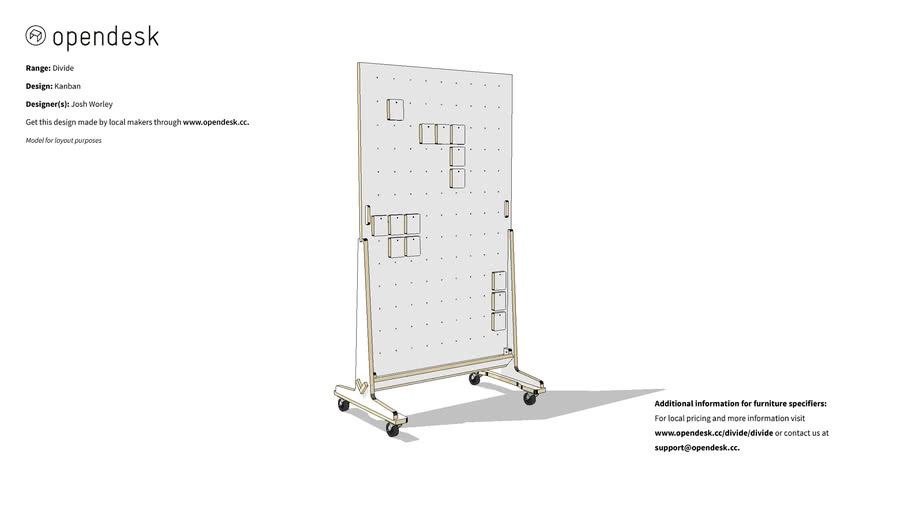 opendesk
Range: Divide
Design: Kanban
Designer(s): Josh Worley
Get this design made by local makers through www.opendesk.cc.
Model for layout purposes
Additional information for furniture specifiers:
For local pricing and more information visit
www.opendesk.cc/divide/divide or contact us at
support@opendesk.cc.